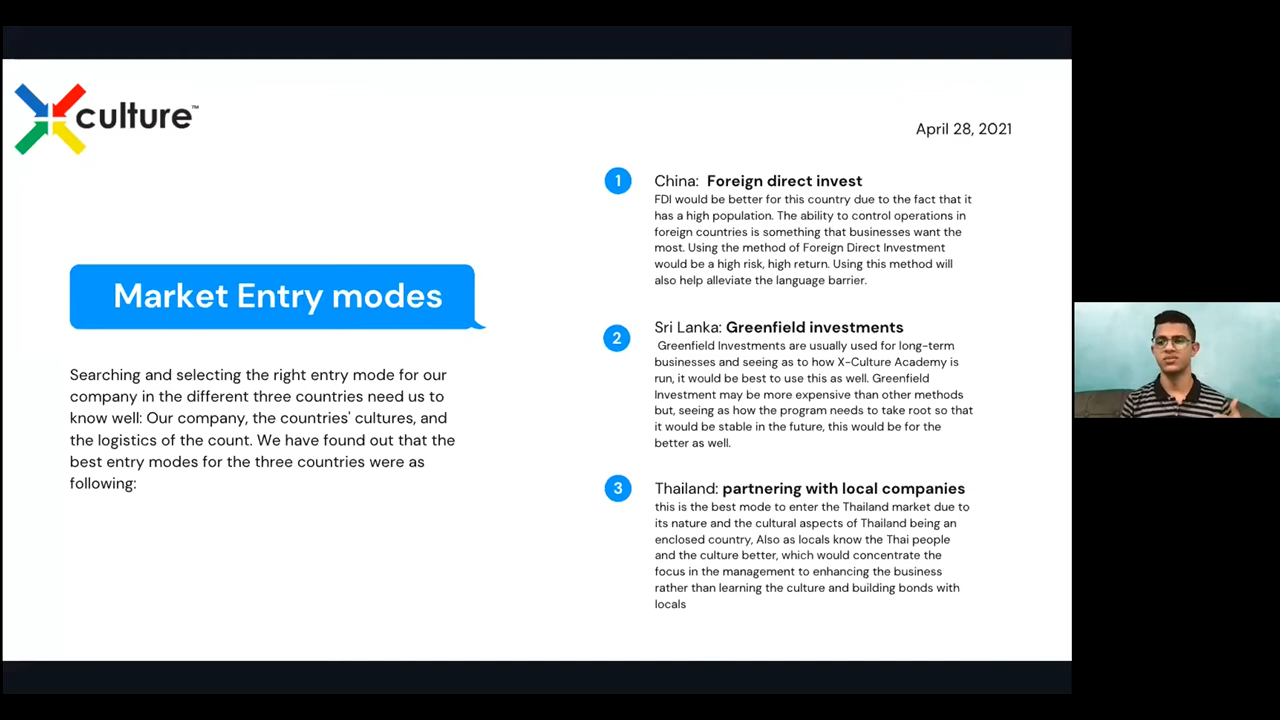 culture™
April 28, 2021
Market Entry modes
Searching and selecting the right entry mode for our
company in the different three countries need us to
know well: Our company, the countries' cultures, and
the logistics of the count. We have found out that the
best entry modes for the three countries were as
following:
1
China: Foreign direct invest
FDI would be better for this country due to the fact that it
has a high population. The ability to control operations in
foreign countries is something that businesses want the
most. Using the method of Foreign Direct Investment
would be a high risk, high return. Using this method will
also help alleviate the language barrier.
2
Sri Lanka: Greenfield investments
Greenfield Investments are usually used for long-term
businesses and seeing as to how X-Culture Academy is
run, it would be best to use this as well. Greenfield
Investment may be more expensive than other methods
but, seeing as how the program needs to take root so that
it would be stable in the future, this would be for the
better as well.
3
Thailand: partnering with local companies
this is the best mode to enter the Thailand market due to
its nature and the cultural aspects of Thailand being an
enclosed country, Also as locals know the Thai people
and the culture better, which would concentrate the
focus in the management to enhancing the business
rather than learning the culture and building bonds with
locals